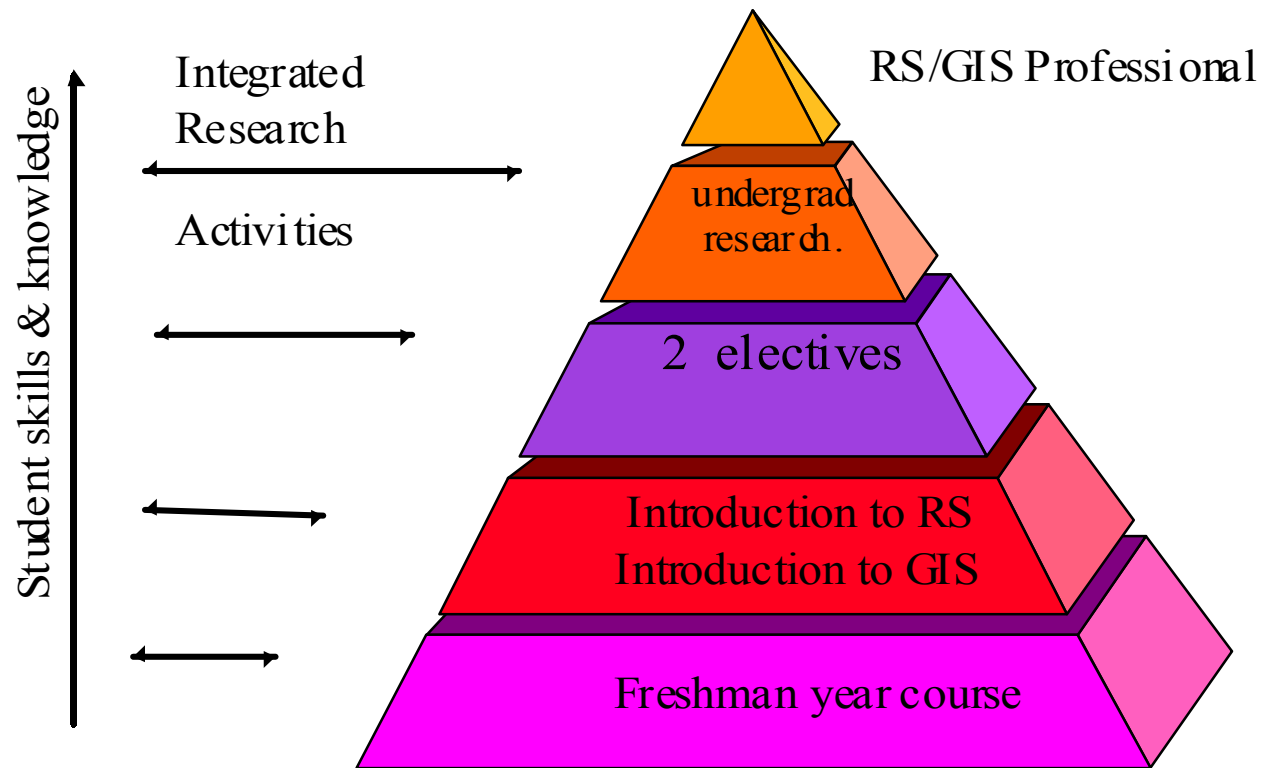 Student skills & knowledge
Integrated
Research
Activities
RS/GIS Professional
undergrad
research.
2 electives
Introduction to RS
Introduction to GIS
Freshman year course